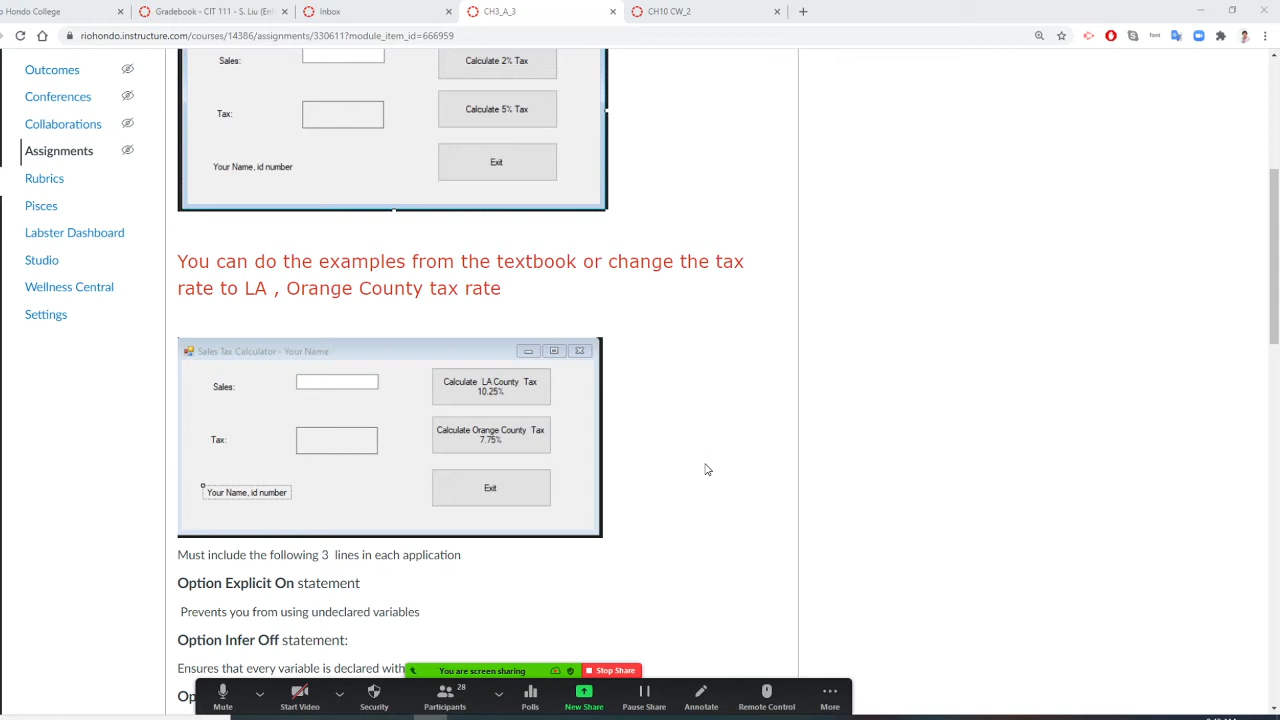 o Hondo College
Gradebook - CIT 111 - S. Liu (Enh
Inbox
CH3_A_3
CH10 CW_2
riohondo.instructure.com/courses/14386/assignments/330611?module_item_id=666959
Outcomes
Conferences
Collaborations
Assignments
Rubrics
Pisces
Labster Dashboard
Studio
Wellness Central
Settings
Sales:
Calculate 2% Tax
Tax:
Calculate 5% Tax
Your Name, id number
Exit
You can do the examples from the textbook or change the tax
rate to LA , Orange County tax rate
Sales Tax Calculator - Your Name
Sales:
Calculate LA County Tax
10.25%
Tax:
Calculate Orange County Tax
7.75%
Your Name, id number
Exit
Must include the following 3 lines in each application
Option Explicit On statement
Prevents you from using undeclared variables
Option Infer Off statement:
Ensures that every variable is declared with
Op
You are screen sharing
Stop Share
Mute
Start Video
Security
Participants
28
Polls
New Share
Pause Share
Annotate
Remote Control
More